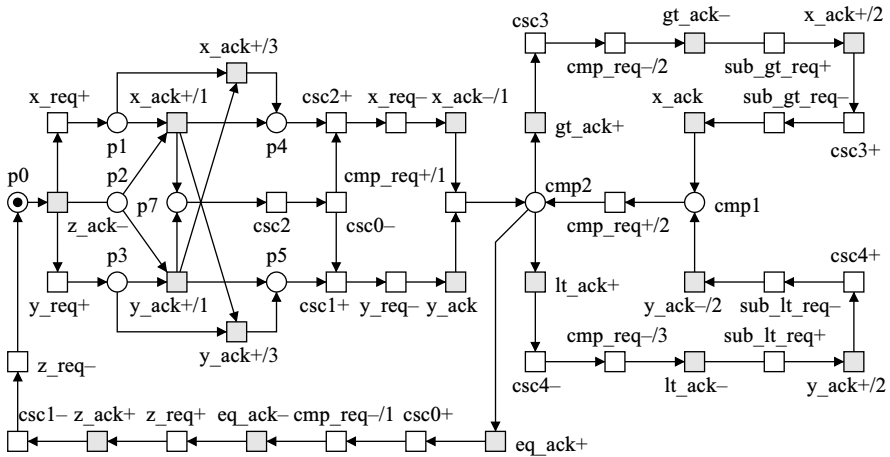 csc3
gt_ack–
x_ack+/2
x_ack+/3
cmp_req–/2
sub_gt_req+
x_req+
x_ack+/1
csc2+
x_req–
x_ack–/1
x_ack
sub_gt_req–
p1
p4
gt_ack+
csc3+
p0
p2
cmp_req+/1
cmp2
p7
cmp1
z_ack–
csc2
csc0–
cmp_req+/2
p3
p5
csc4+
y_req+
y_ack+/1
csc1+
y_req–
y_ack
lt_ack+
y_ack–/2
sub_lt_req–
y_ack+/3
cmp_req–/3
sub_lt_req+
z_req–
csc4–
lt_ack–
y_ack+/2
csc1–
z_ack+
z_req+
eq_ack–
cmp_req–/1
csc0+
eq_ack+